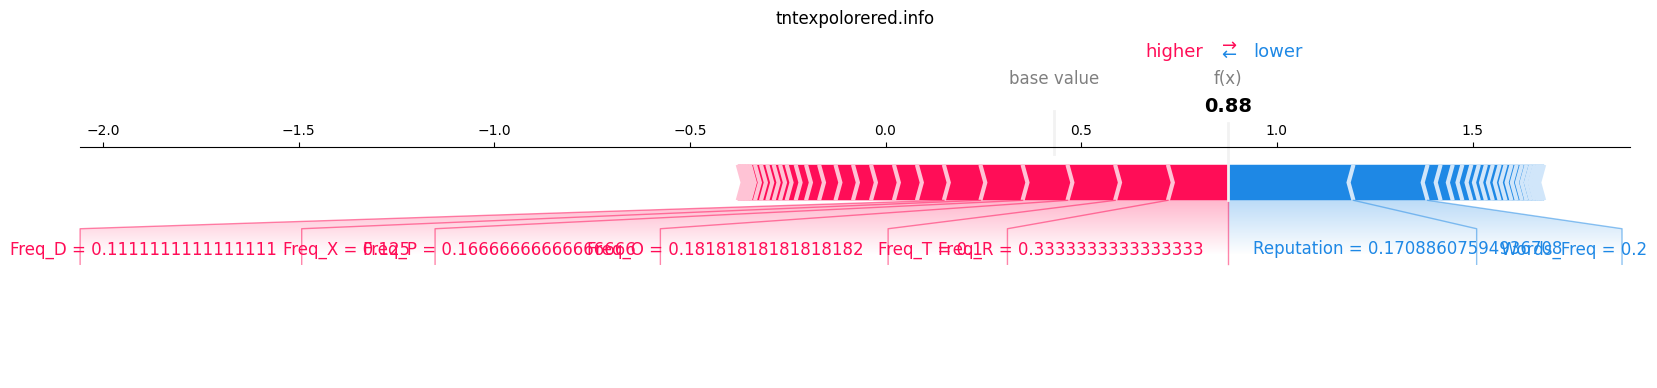 tntexpolorered.info
higher ⇄ lower
base value f(x)
0.88
−2.0 −1.5 −1.0 −0.5 0.0 0.5 1.0 1.5
Freq_D = 0.1111111111111111 Freq_X = 0.125 Freq_P = 0.16666666666666666 Freq_O = 0.18181818181818182 Freq_T = 0.1 Freq_R = 0.3333333333333333 Reputation = 0.17088607594936708 Words_Freq = 0.2